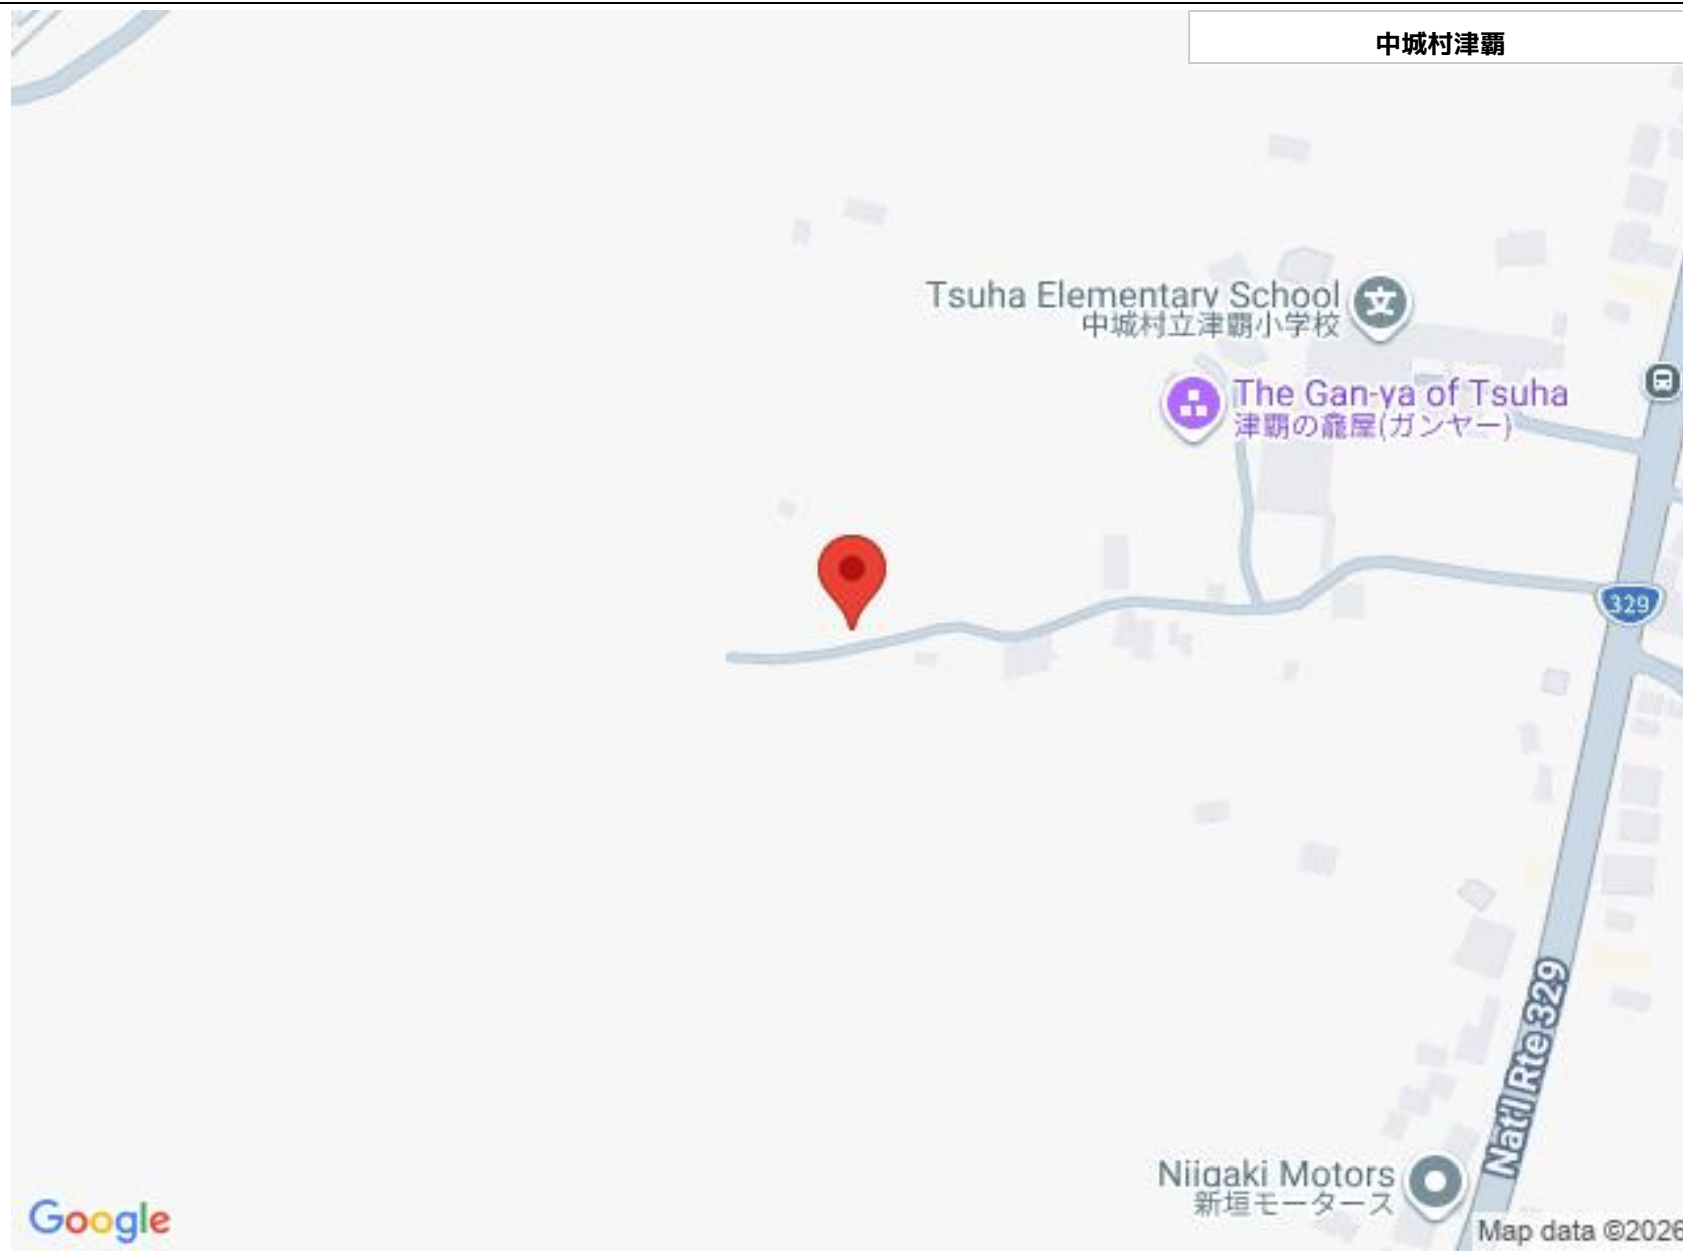 中城村津覇
Tsuha Elementary School
中城村立津覇小学校
The Gan-ya of Tsuha
津覇の龕屋(ガンヤー)
329
Nat'l Rte 329
Niigaki Motors
新垣モータース
Google
Map data ©2026